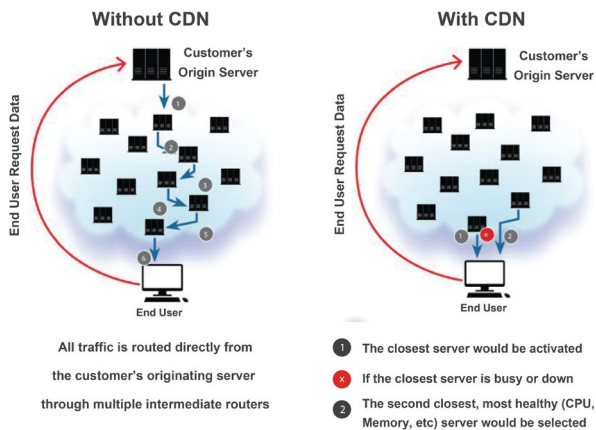 Without CDN
Customer's
Origin Server
End User Request Data
1
2
3
4
5
6
End User
All traffic is routed directly from
the customer's originating server
through multiple intermediate routers
With CDN
Customer's
Origin Server
End User Request Data
1
x
2
End User
1 The closest server would be activated
x If the closest server is busy or down
2 The second closest, most healthy (CPU,
Memory, etc) server would be selected